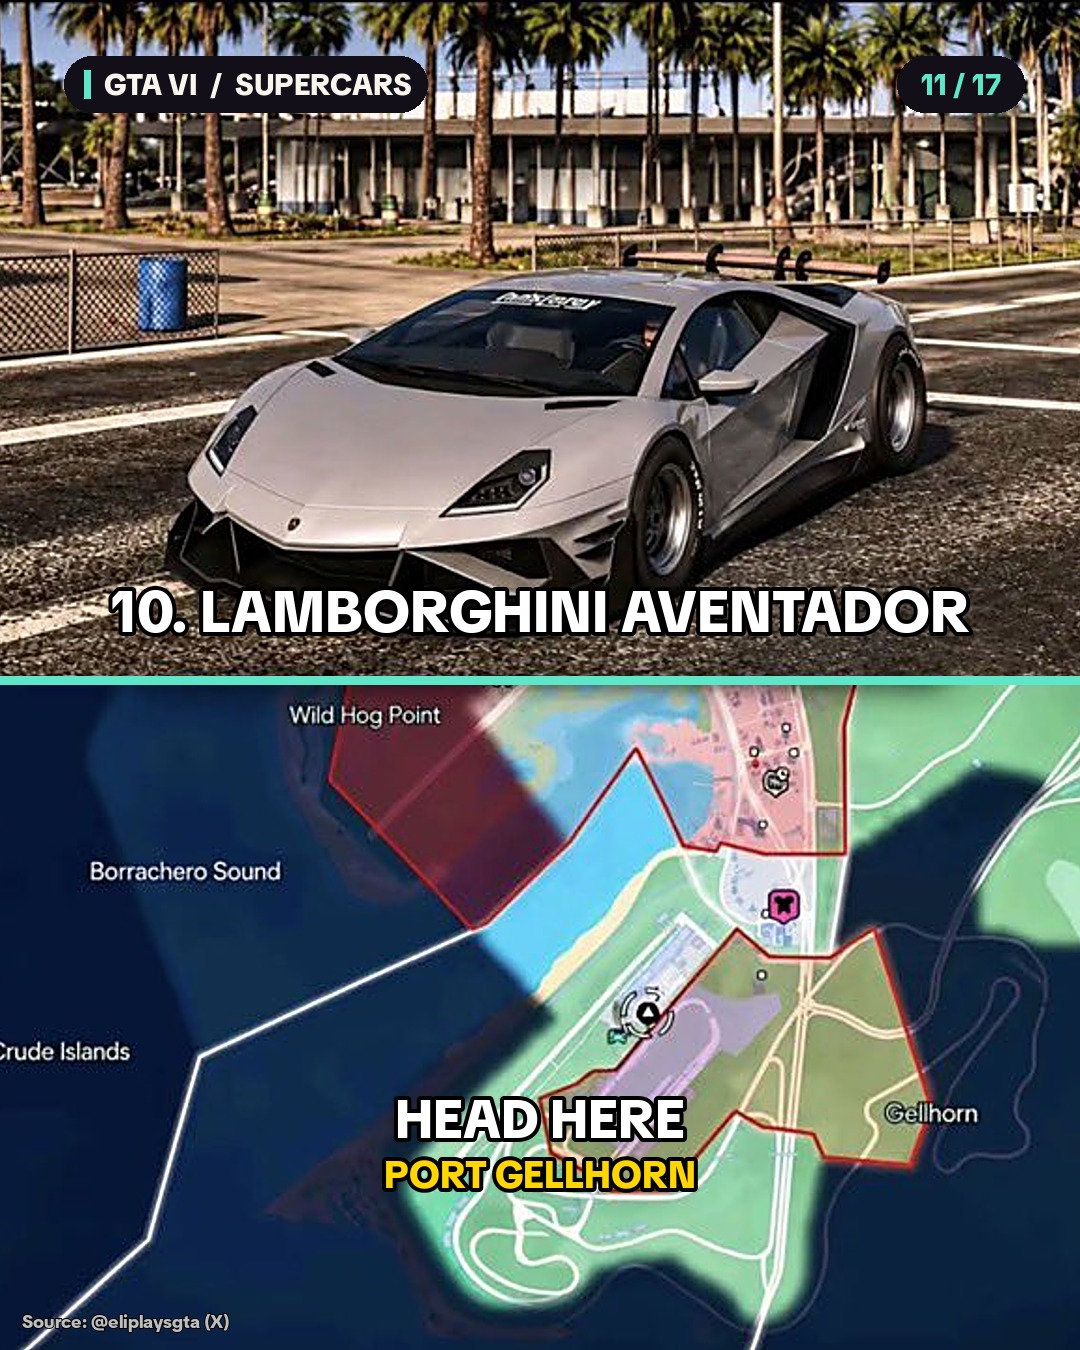 GTA VI / SUPERCARS
11 / 17
10. LAMBORGHINI AVENTADOR
Wild Hog Point
Borrachero Sound
Crude Islands
Gellhorn
HEAD HERE
PORT GELLHORN
Source: @eliplaysgta (X)